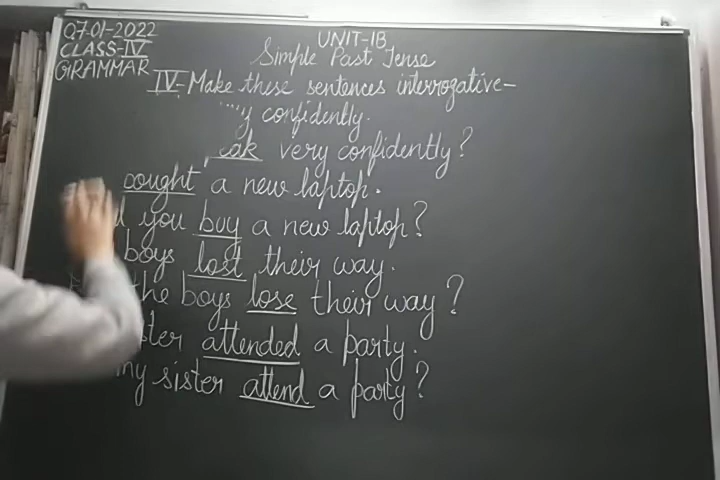 07-01-2022
CLASS-IV
GRAMMAR
UNIT-1B
Simple Past Tense
IV- Make these sentences interrogative-
confidently.
very confidently?
a new laptop.
you buy a new laptop?
boys lost their way.
the boys lose their way?
attended a party.
my sister attend a party?